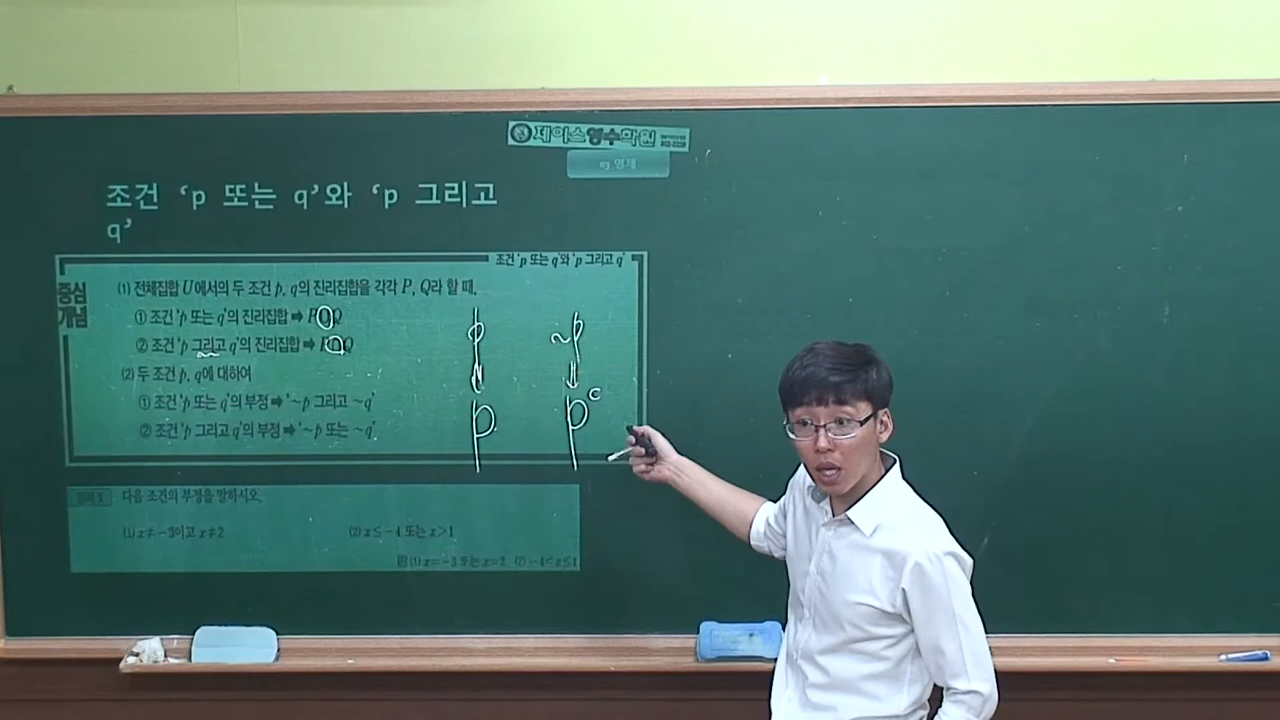 제이스영수학원
03 명제
조건 ‘p 또는 q’와 ‘p 그리고
q’
조건 ‘p 또는 q’와 ‘p 그리고 q’
중심
개념
(1) 전체집합 U에서의 두 조건 p, q의 진리집합을 각각 P, Q라 할 때,
① 조건 ‘p 또는 q’의 진리집합 ➡ P∪Q
② 조건 ‘p 그리고 q’의 진리집합 ➡ P∩Q
(2) 두 조건 p, q에 대하여
① 조건 ‘p 또는 q’의 부정 ➡ ‘~p 그리고 ~q’
② 조건 ‘p 그리고 q’의 부정 ➡ ‘~p 또는 ~q’
p ~p
↓ ↓
P Pᶜ
다음 조건의 부정을 말하시오.
(1) x≠-3이고 x≠2 (2) x≤-4 또는 x>1
답 (1) x=-3 또는 x=2 (2) -4<x≤1